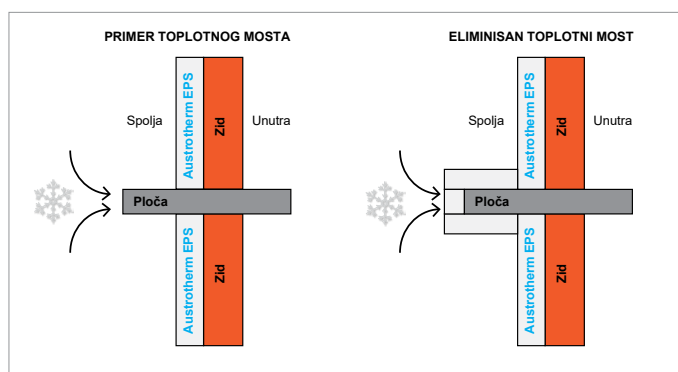 PRIMER TOPLOTNOG MOSTA
Spolja
Austrotherm EPS
Zid
Unutra
Ploča
Austrotherm EPS
Zid
ELIMINISAN TOPLOTNI MOST
Spolja
Austrotherm EPS
Zid
Unutra
Ploča
Austrotherm EPS
Zid